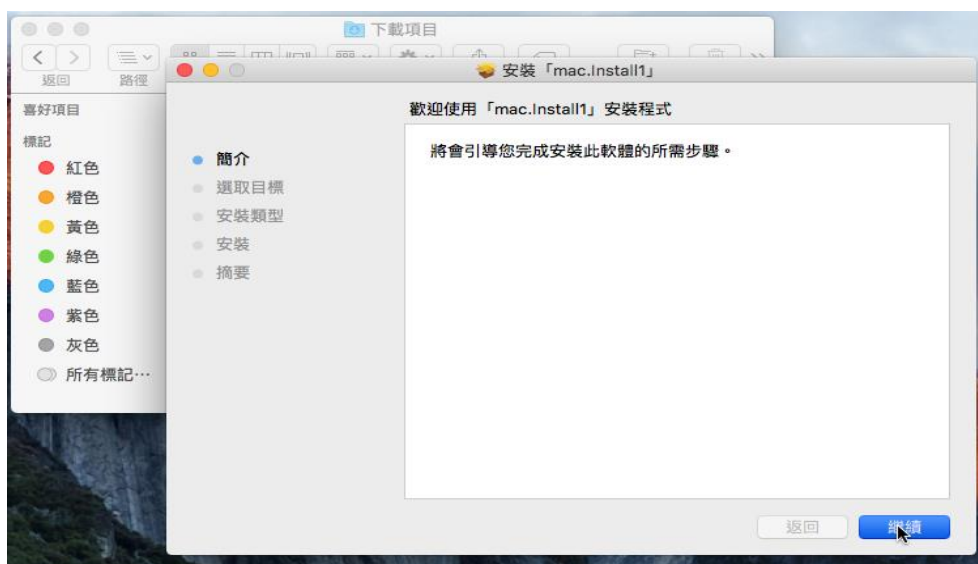 下載項目
返回
路徑
喜好項目
標記
紅色
橙色
黃色
綠色
藍色
紫色
灰色
所有標記⋯
安裝「mac.Install1」
歡迎使用「mac.Install1」安裝程式
簡介
選取目標
安裝類型
安裝
摘要
將會引導您完成安裝此軟體的所需步驟。
返回
繼續